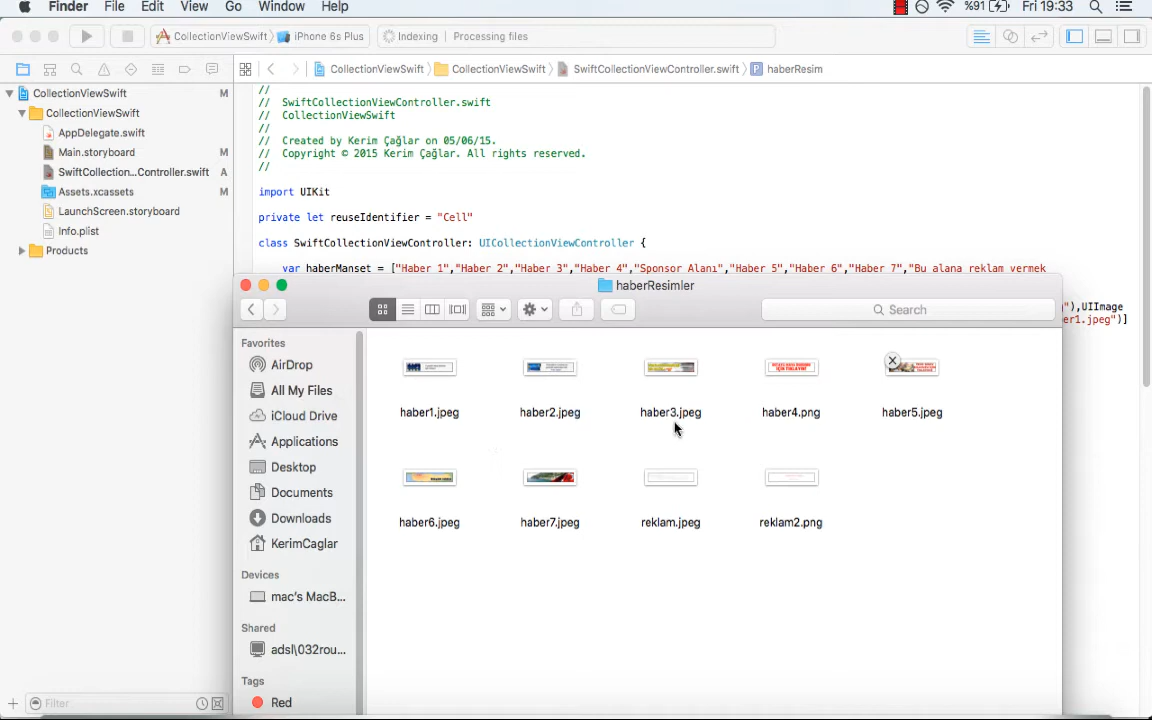 Finder File Edit View Go Window Help %91 Fri 19:33
CollectionViewSwift iPhone 6s Plus Indexing | Processing files
CollectionViewSwift CollectionViewSwift SwiftCollectionViewController.swift haberResim
CollectionViewSwift M
CollectionViewSwift
AppDelegate.swift
Main.storyboard M
SwiftCollection...Controller.swift A
Assets.xcassets M
LaunchScreen.storyboard
Info.plist
Products
Filter
//
// SwiftCollectionViewController.swift
// CollectionViewSwift
//
// Created by Kerim Çağlar on 05/06/15.
// Copyright © 2015 Kerim Çağlar. All rights reserved.
//
import UIKit
private let reuseIdentifier = "Cell"
class SwiftCollectionViewController: UICollectionViewController {
var haberManset = ["Haber 1","Haber 2","Haber 3","Haber 4","Sponsor Alanı","Haber 5","Haber 6","Haber 7","Bu alana reklam vermek
"),UIImage
er1.jpeg")]
haberResimler
Search
Favorites
AirDrop
All My Files
iCloud Drive
Applications
Desktop
Documents
Downloads
KerimCaglar
Devices
mac's MacB...
Shared
adsl\032rou...
Tags
Red
haber1.jpeg haber2.jpeg haber3.jpeg haber4.png haber5.jpeg
haber6.jpeg haber7.jpeg reklam.jpeg reklam2.png